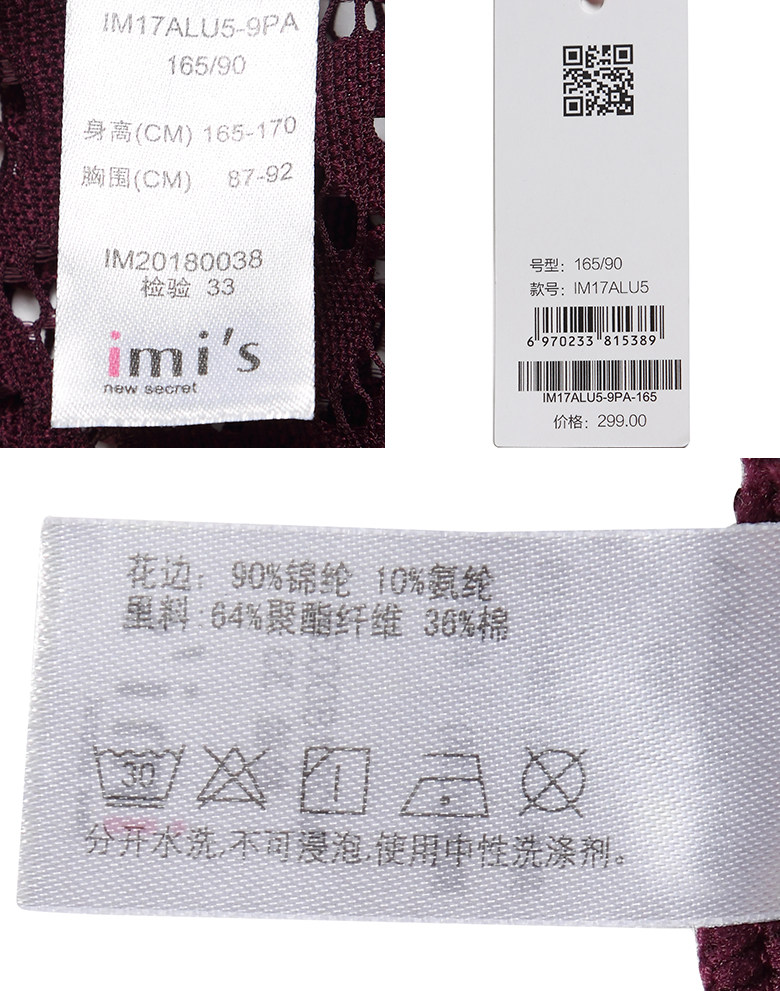 IM17ALU5-9PA
165/90
身高(CM) 165-170
胸围(CM) 87-92
IM20180038
检验 33
imi's
new secret
号型: 165/90
款号: IM17ALU5
6 970233 815389
IM17ALU5-9PA-165
价格: 299.00
花边: 90%锦纶 10%氨纶
里料:64%聚酯纤维 36%棉
30
分开水洗,不可浸泡,使用中性洗涤剂。